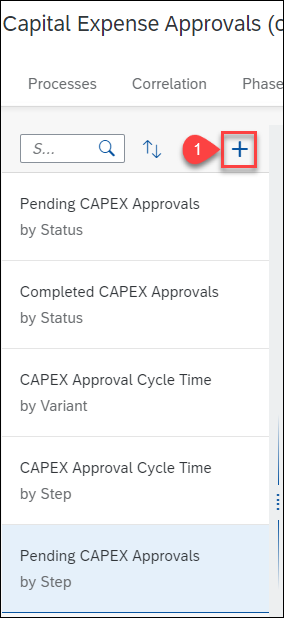 Capital Expense Approvals (c
Processes Correlation Phase
S...
1
Pending CAPEX Approvals
by Status
Completed CAPEX Approvals
by Status
CAPEX Approval Cycle Time
by Variant
CAPEX Approval Cycle Time
by Step
Pending CAPEX Approvals
by Step